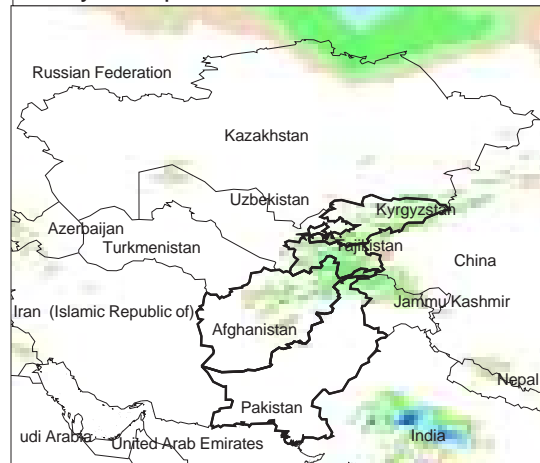 Russian Federation
Kazakhstan
Uzbekistan
Kyrgyzstan
Azerbaijan
Turkmenistan
Tajikistan
China
Iran (Islamic Republic of)
Jammu Kashmir
Afghanistan
Nepal
Pakistan
udi Arabia
United Arab Emirates
India